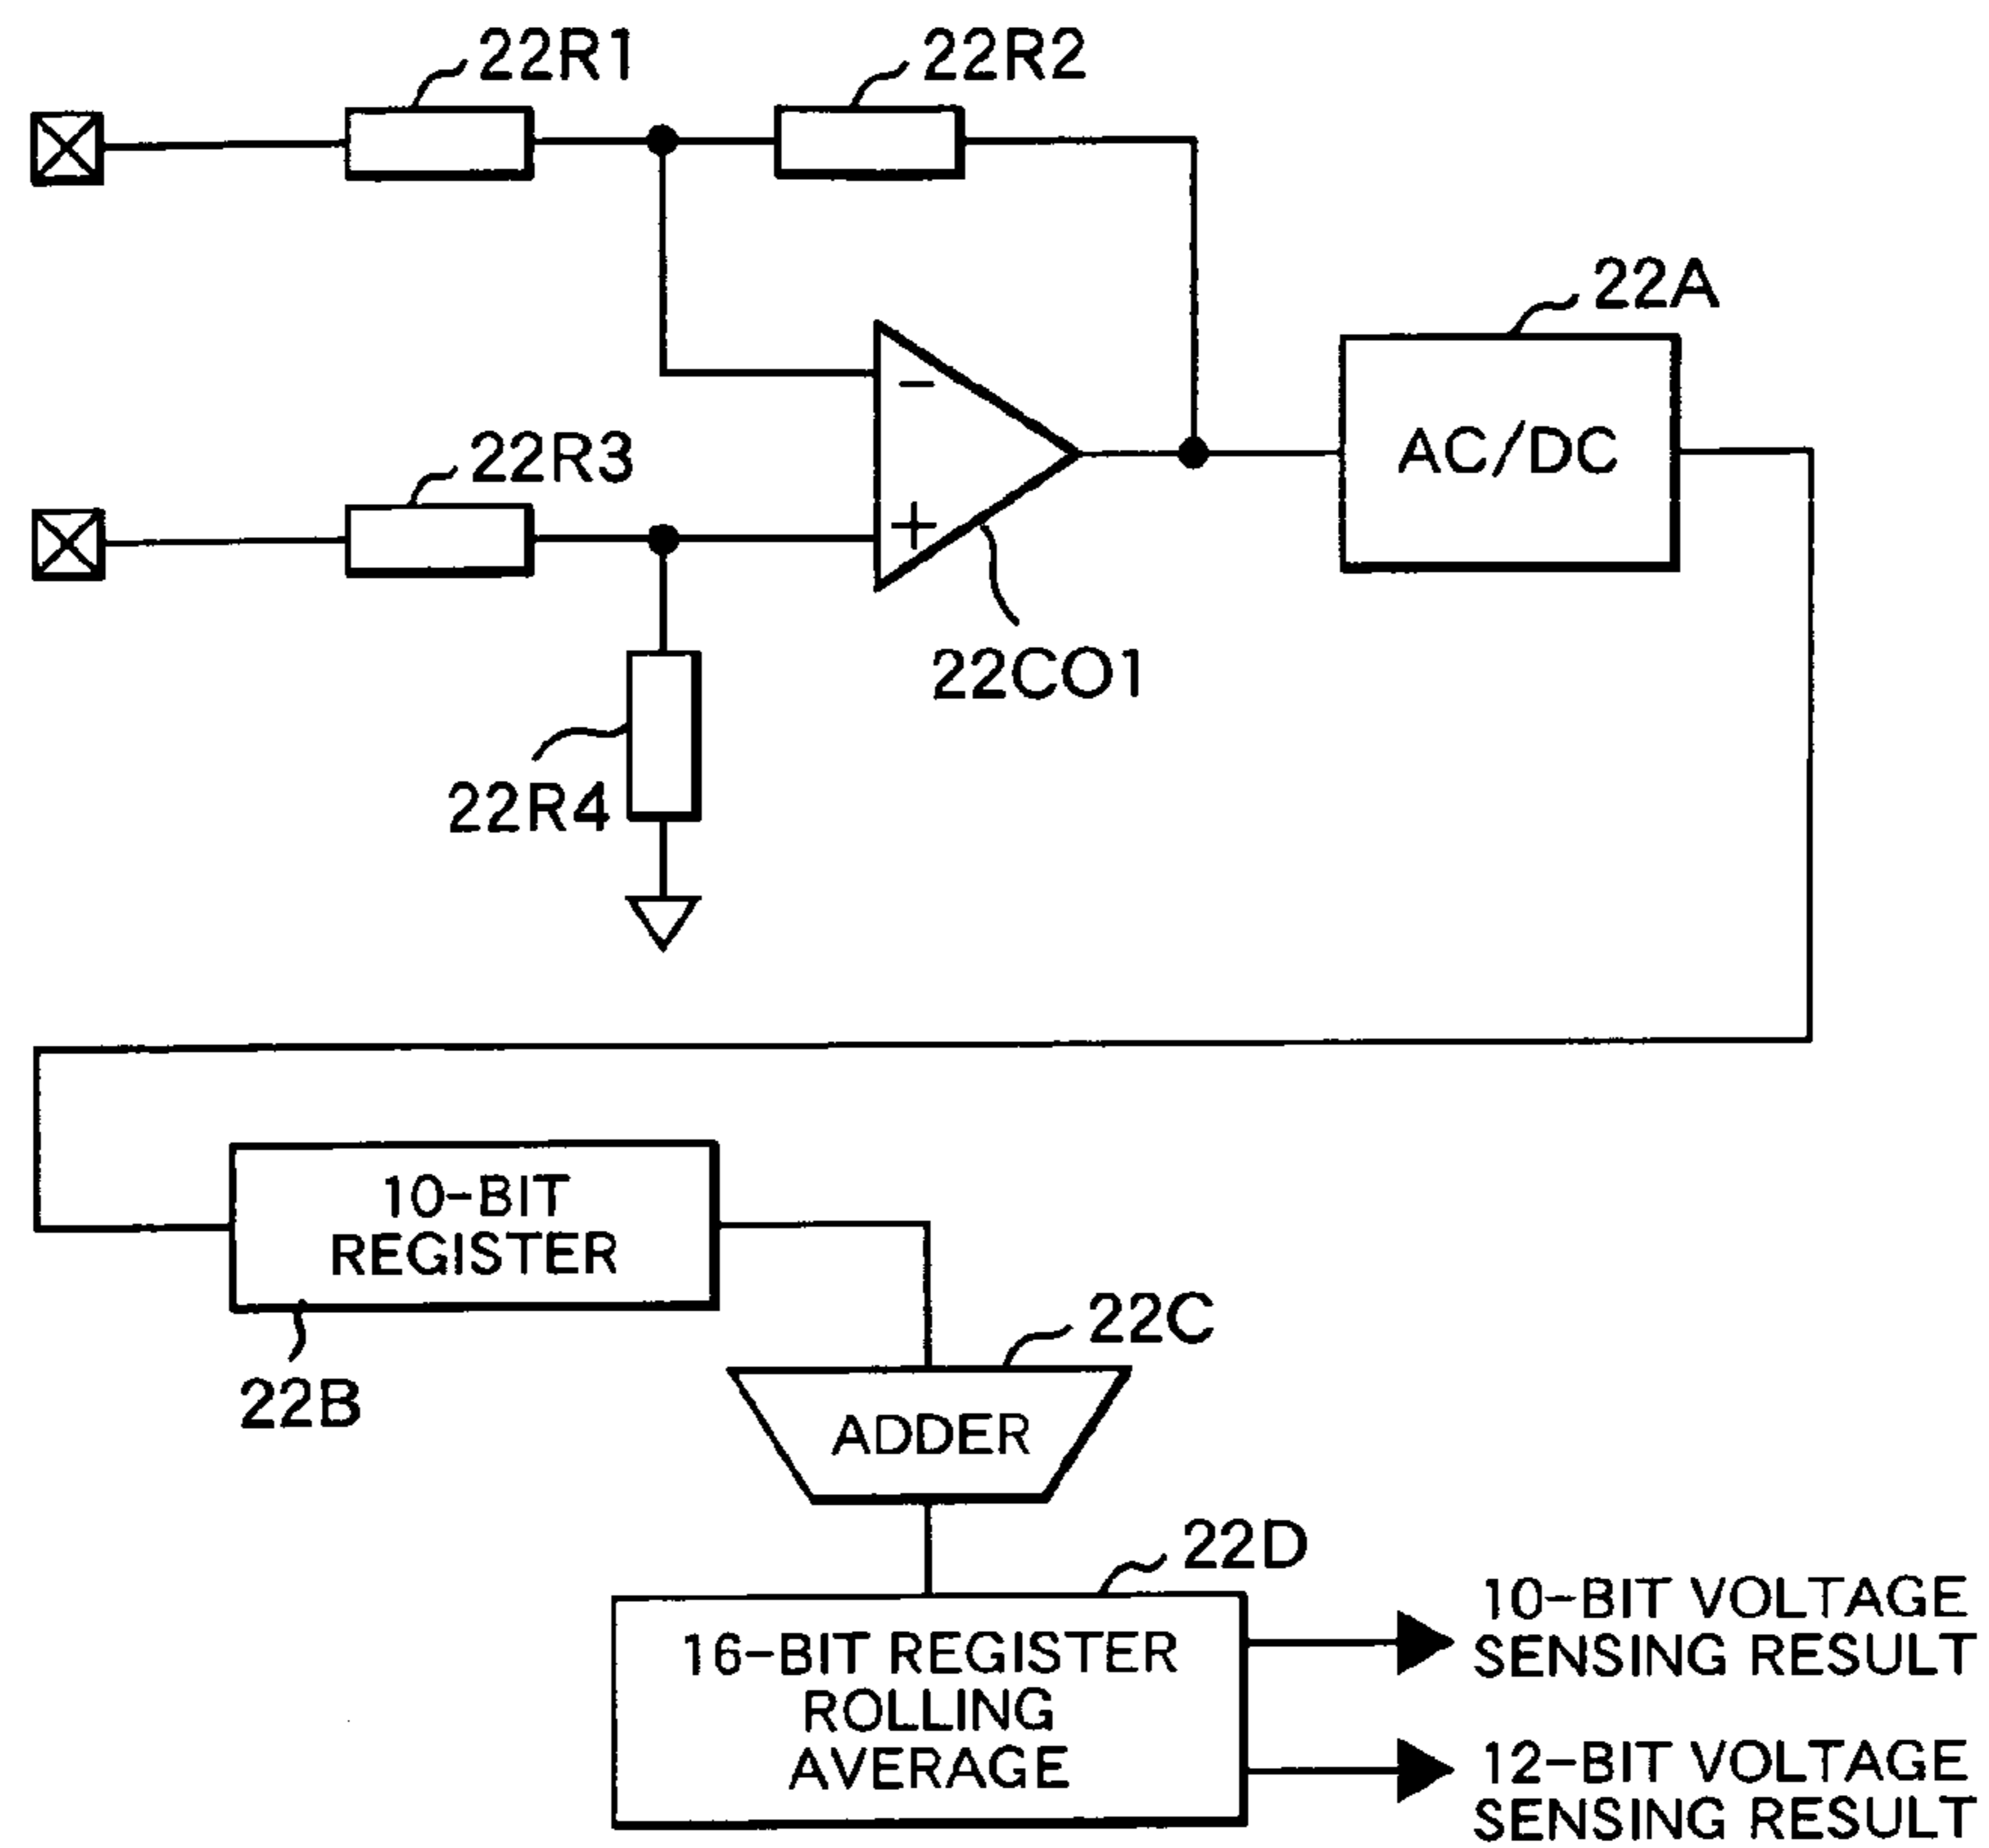 22R1
22R2
22A
AC/DC
22R3
−
+
22CO1
22R4
10-BIT
REGISTER
22B
22C
ADDER
22D
16-BIT REGISTER
ROLLING
AVERAGE
10-BIT VOLTAGE
SENSING RESULT
12-BIT VOLTAGE
SENSING RESULT